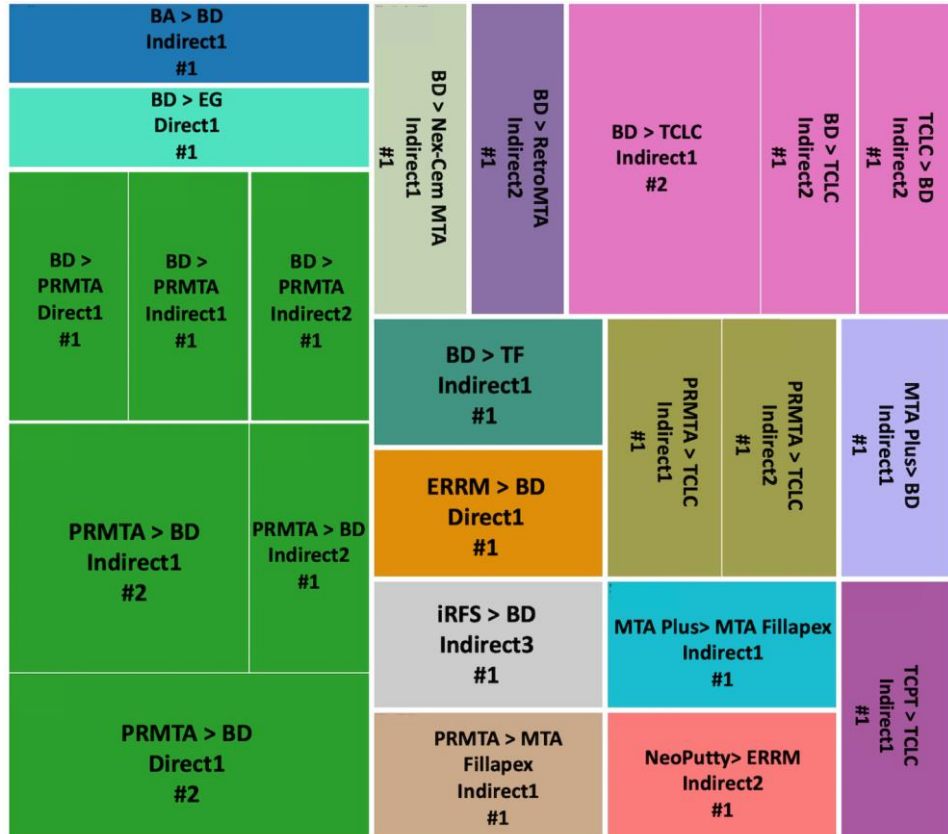 BA > BD
Indirect1
#1
BD > EG
Direct1
#1
BD >
PRMTA
Direct1
#1
BD >
PRMTA
Indirect1
#1
BD >
PRMTA
Indirect2
#1
PRMTA > BD
Indirect1
#2
PRMTA > BD
Indirect2
#1
PRMTA > BD
Direct1
#2
BD > Nex-Cem MTA
Indirect1
#1
BD > RetroMTA
Indirect2
#1
BD > TCLC
Indirect1
#2
BD > TCLC
Indirect2
#1
TCLC > BD
Indirect2
#1
BD > TF
Indirect1
#1
ERRM > BD
Direct1
#1
PRMTA > TCLC
Indirect1
#1
PRMTA > TCLC
Indirect2
#1
MTA Plus> BD
Indirect1
#1
iRFS > BD
Indirect3
#1
MTA Plus> MTA Fillapex
Indirect1
#1
PRMTA > MTA
Fillapex
Indirect1
#1
NeoPutty> ERRM
Indirect2
#1
TCPT > TCLC
Indirect1
#1